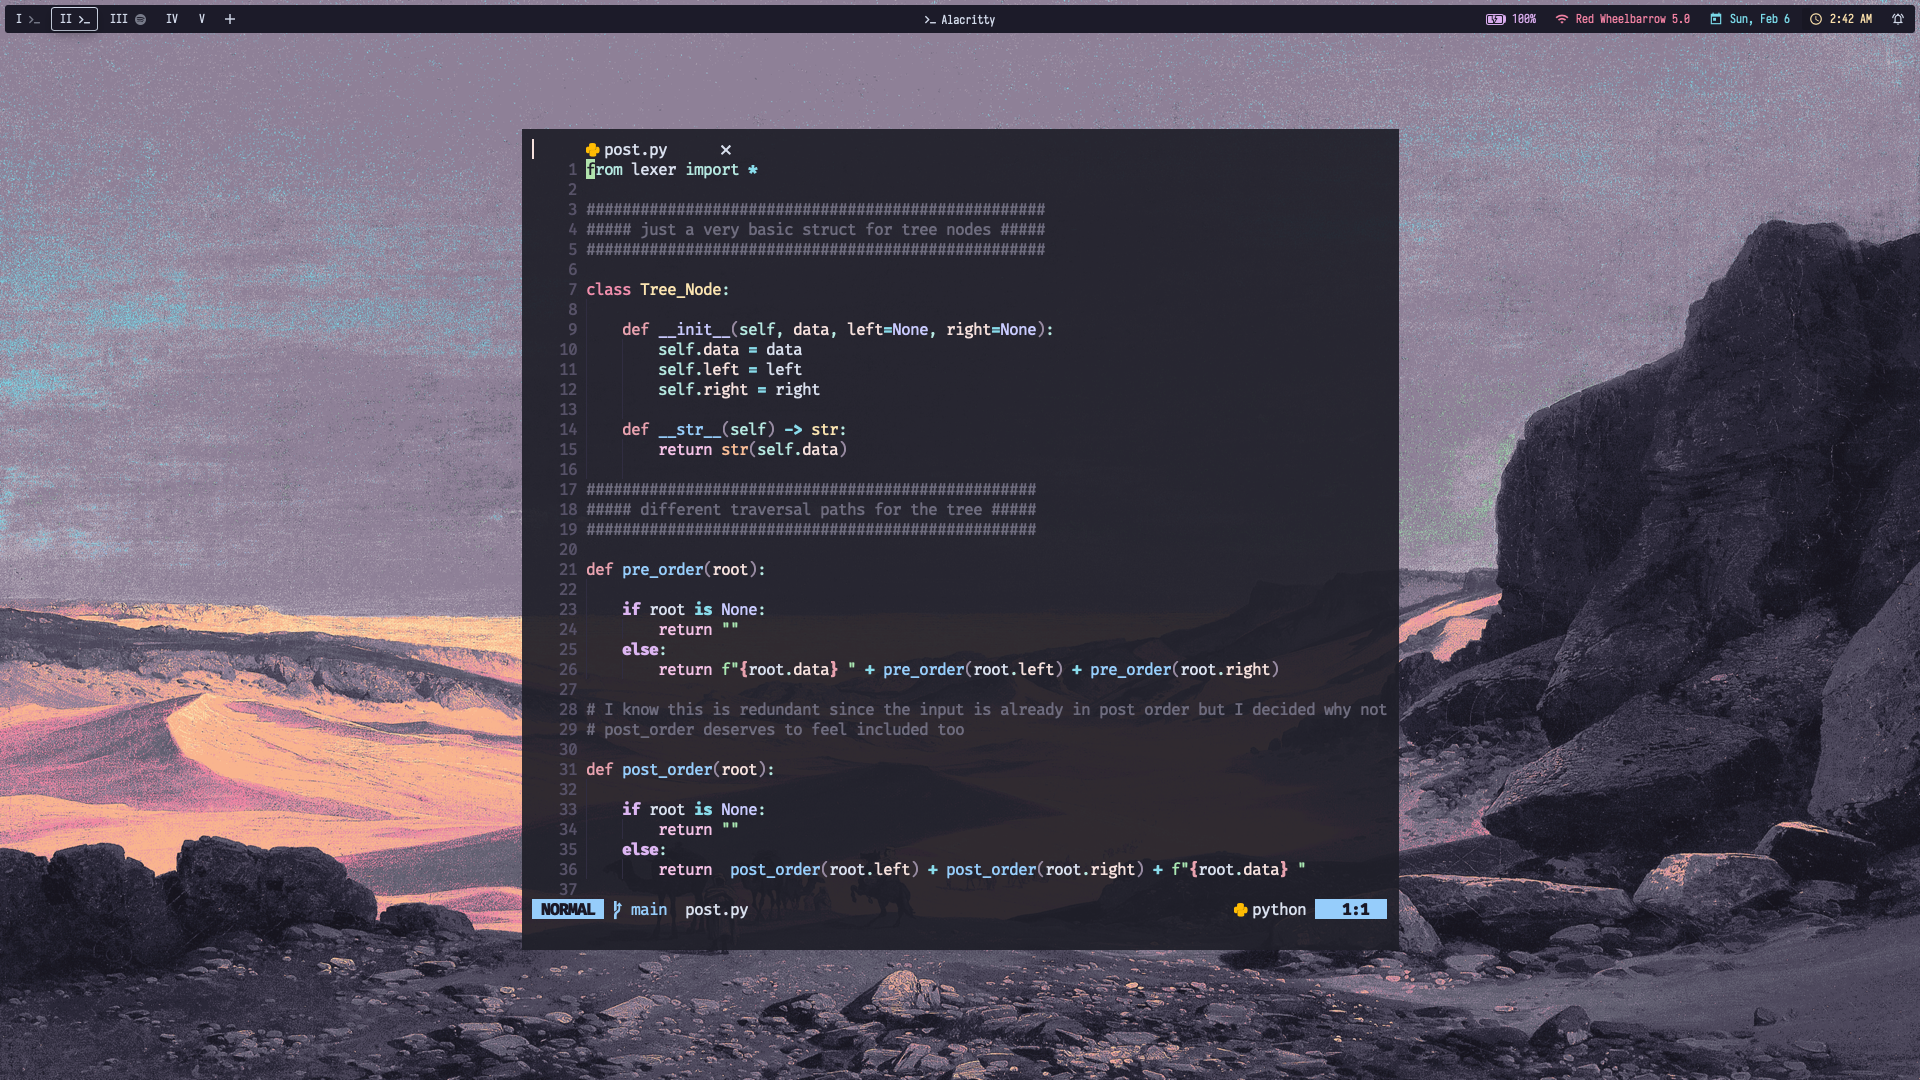 I II III IV V +
Alacritty
100% Red Wheelbarrow 5.0 Sun, Feb 6 2:42 AM
post.py ×
1 from lexer import *
2
3 ###################################################
4 ##### just a very basic struct for tree nodes #####
5 ###################################################
6
7 class Tree_Node:
8
9     def __init__(self, data, left=None, right=None):
10         self.data = data
11         self.left = left
12         self.right = right
13
14     def __str__(self) -> str:
15         return str(self.data)
16
17 ##################################################
18 ##### different traversal paths for the tree #####
19 ##################################################
20
21 def pre_order(root):
22
23     if root is None:
24         return ""
25     else:
26         return f"{root.data} " + pre_order(root.left) + pre_order(root.right)
27
28 # I know this is redundant since the input is already in post order but I decided why not
29 # post_order deserves to feel included too
30
31 def post_order(root):
32
33     if root is None:
34         return ""
35     else:
36         return  post_order(root.left) + post_order(root.right) + f"{root.data} "
37
NORMAL main post.py python 1:1